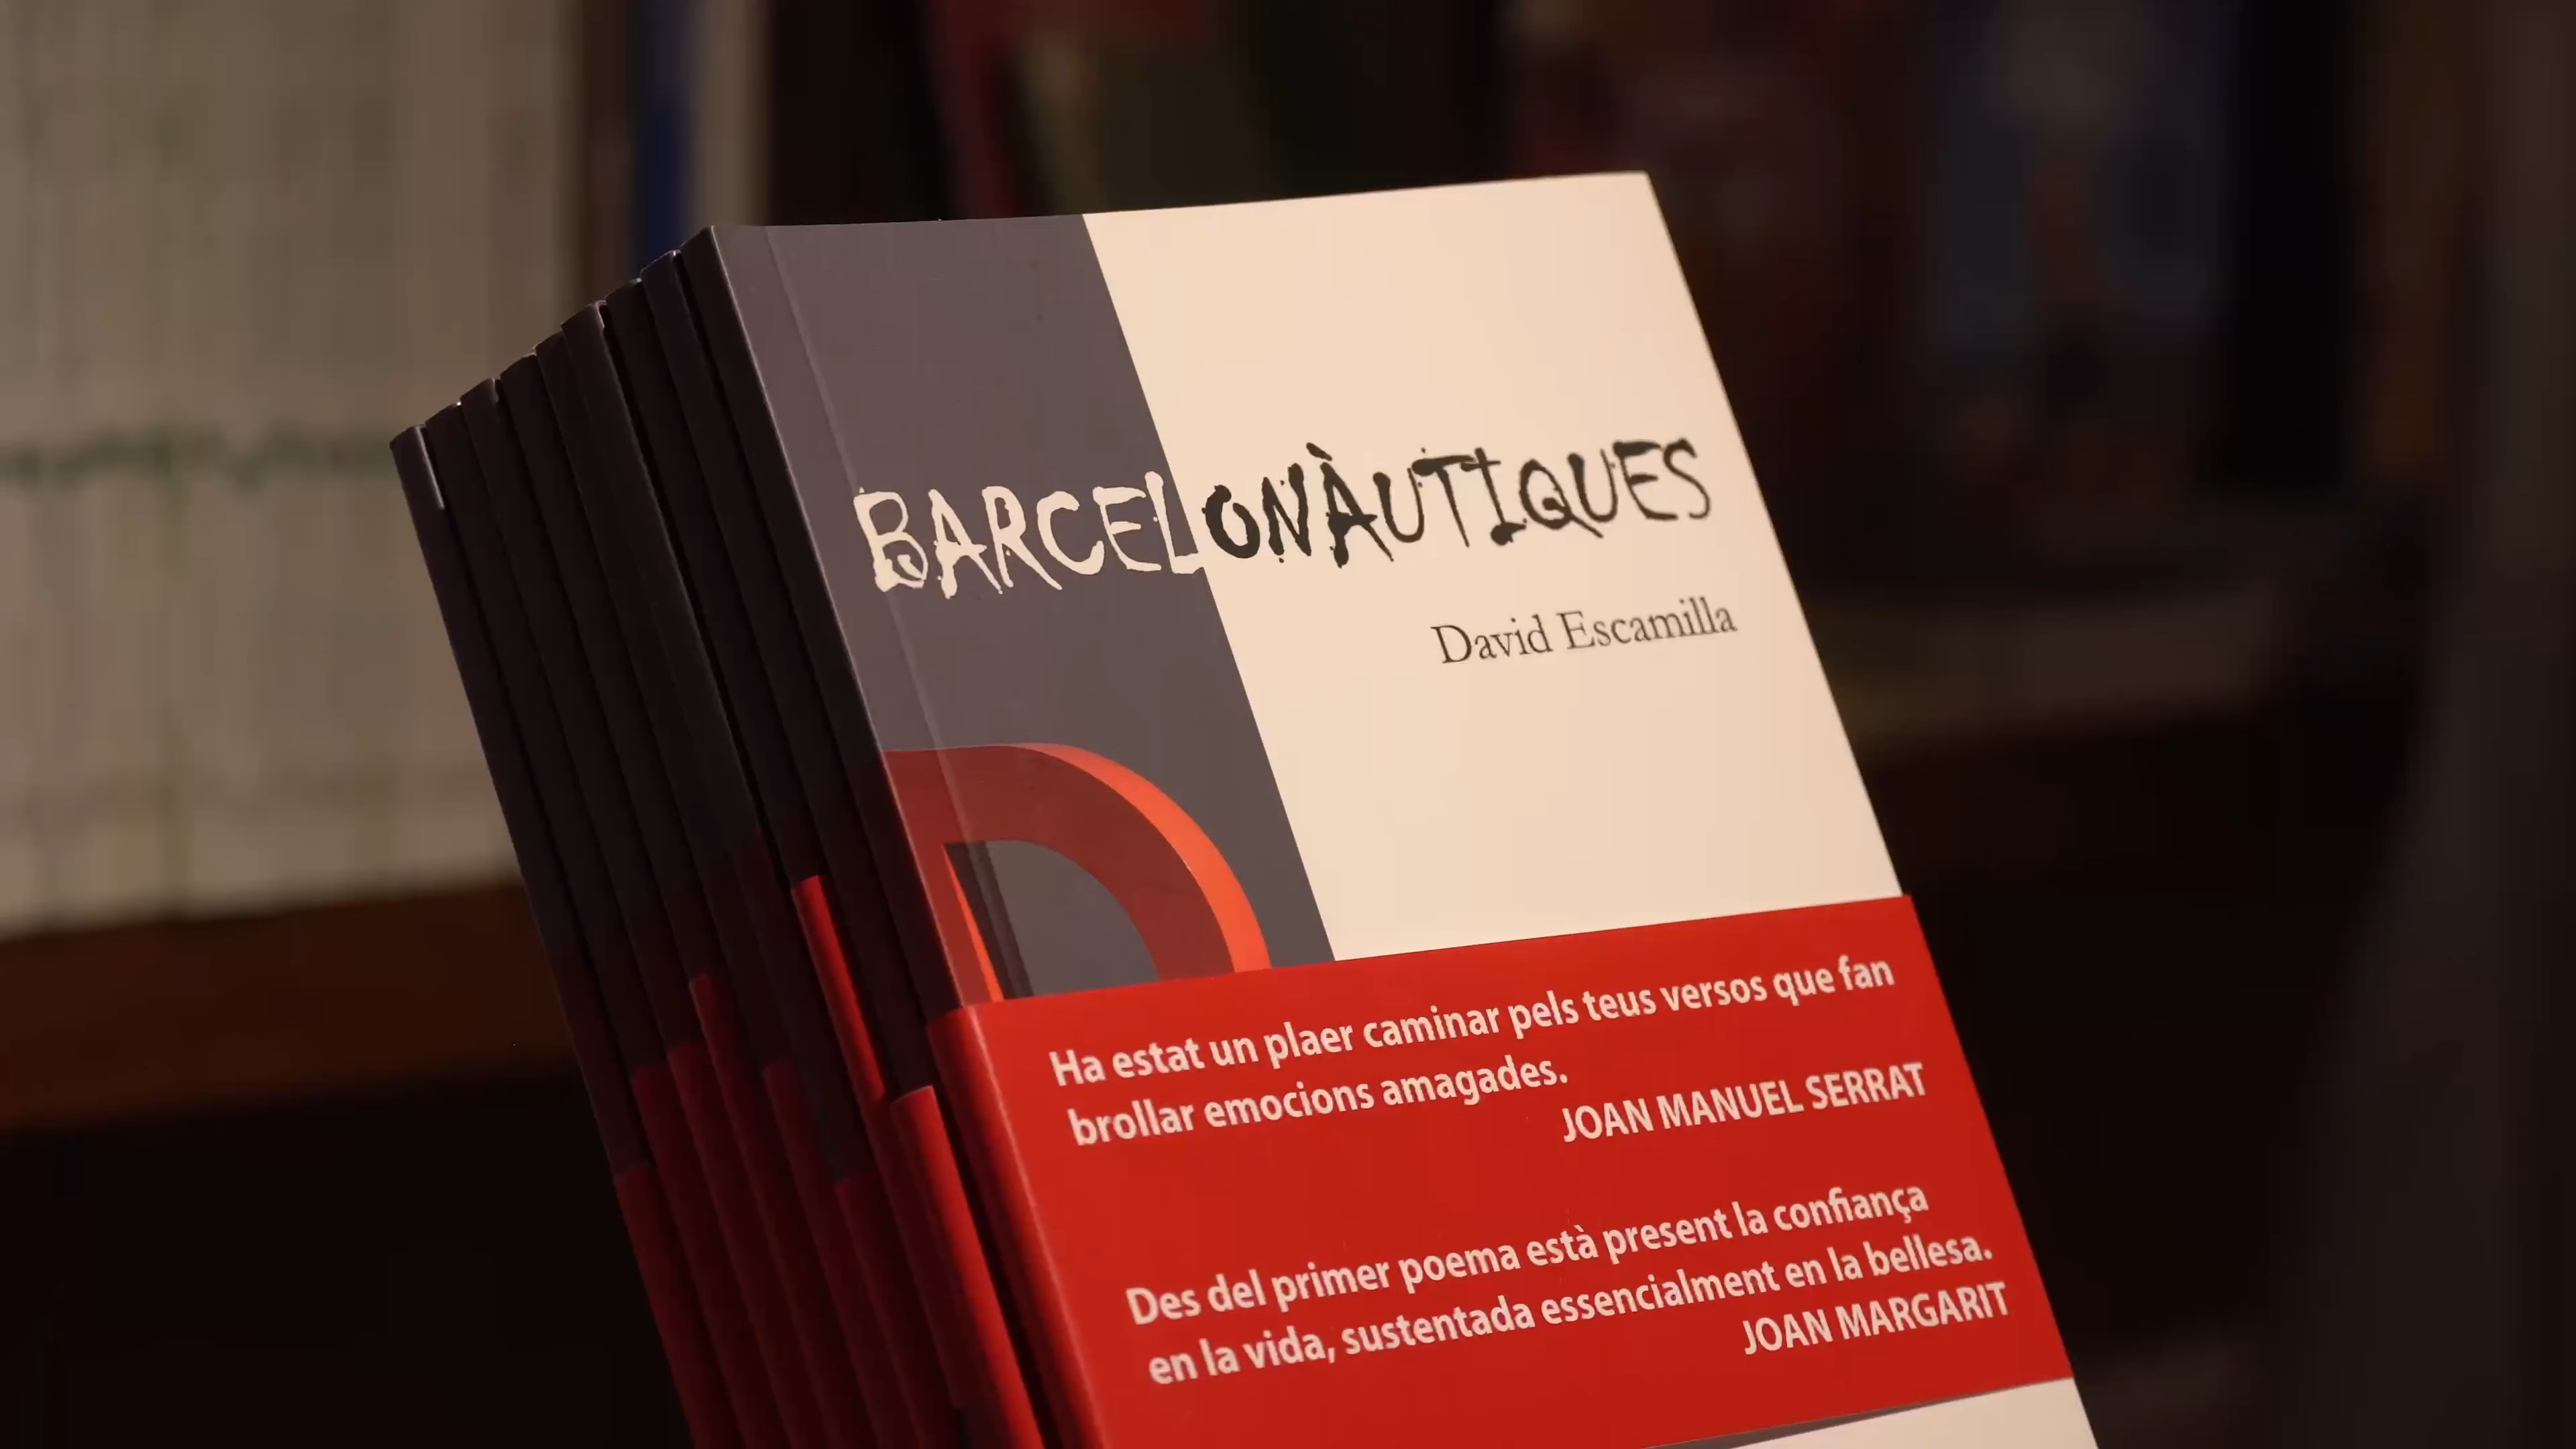 BARCELONÀUTIQUES
David Escamilla
Ha estat un plaer caminar pels teus versos que fan
brollar emocions amagades.
JOAN MANUEL SERRAT
Des del primer poema està present la confiança
en la vida, sustentada essencialment en la bellesa.
JOAN MARGARIT